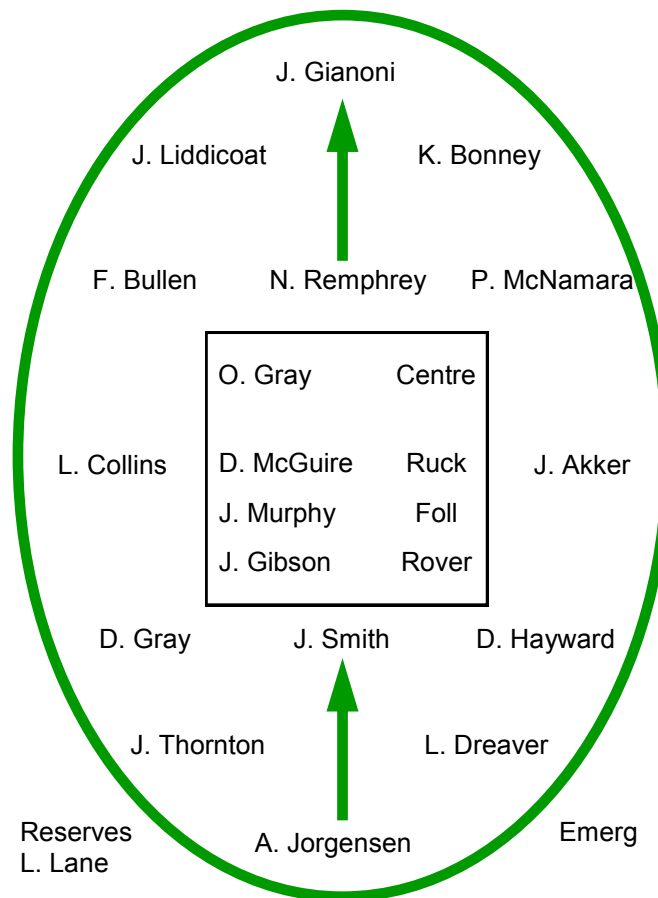 J. Gianoni
J. Liddicoat K. Bonney
F. Bullen N. Remphrey P. McNamara
O. Gray Centre
L. Collins D. McGuire Ruck J. Akker
J. Murphy Foll
J. Gibson Rover
D. Gray J. Smith D. Hayward
J. Thornton L. Dreaver
Reserves A. Jorgensen Emerg
L. Lane